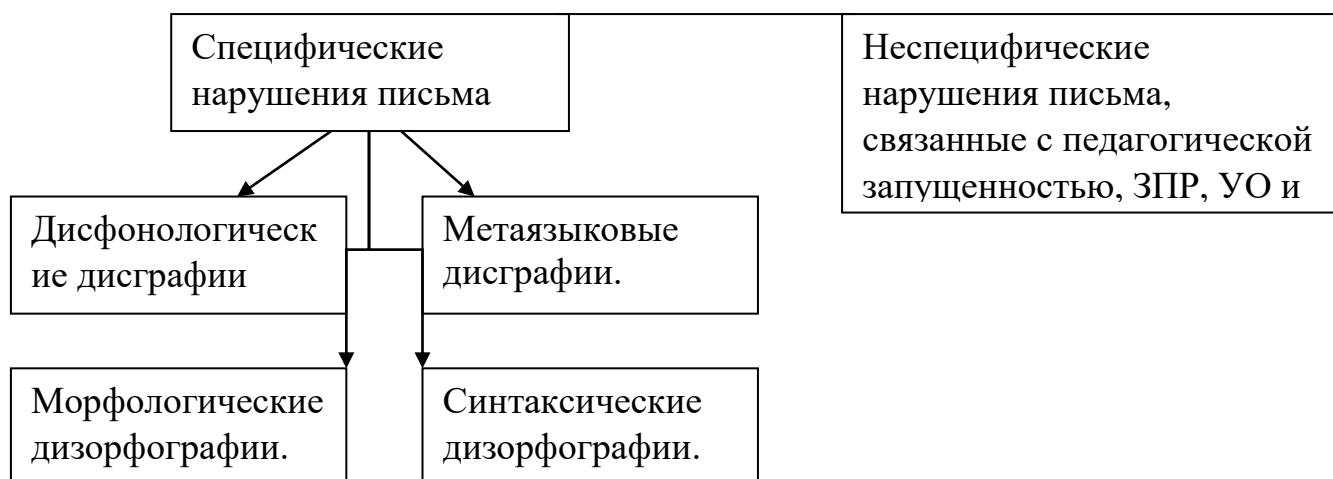 Специфические
нарушения письма
Неспецифические
нарушения письма,
связанные с педагогической
запущенностью, ЗПР, УО и
Дисфонологическ
ие дисграфии
Метаязыковые
дисграфии.
Морфологические
дизорфографии.
Синтаксические
дизорфографии.